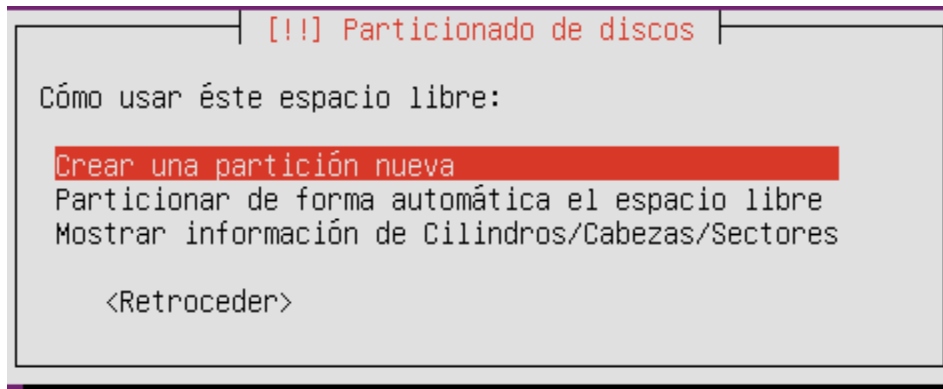 [!!] Particionado de discos
Cómo usar éste espacio libre:
Crear una partición nueva
Particionar de forma automática el espacio libre
Mostrar información de Cilindros/Cabezas/Sectores
<Retroceder>